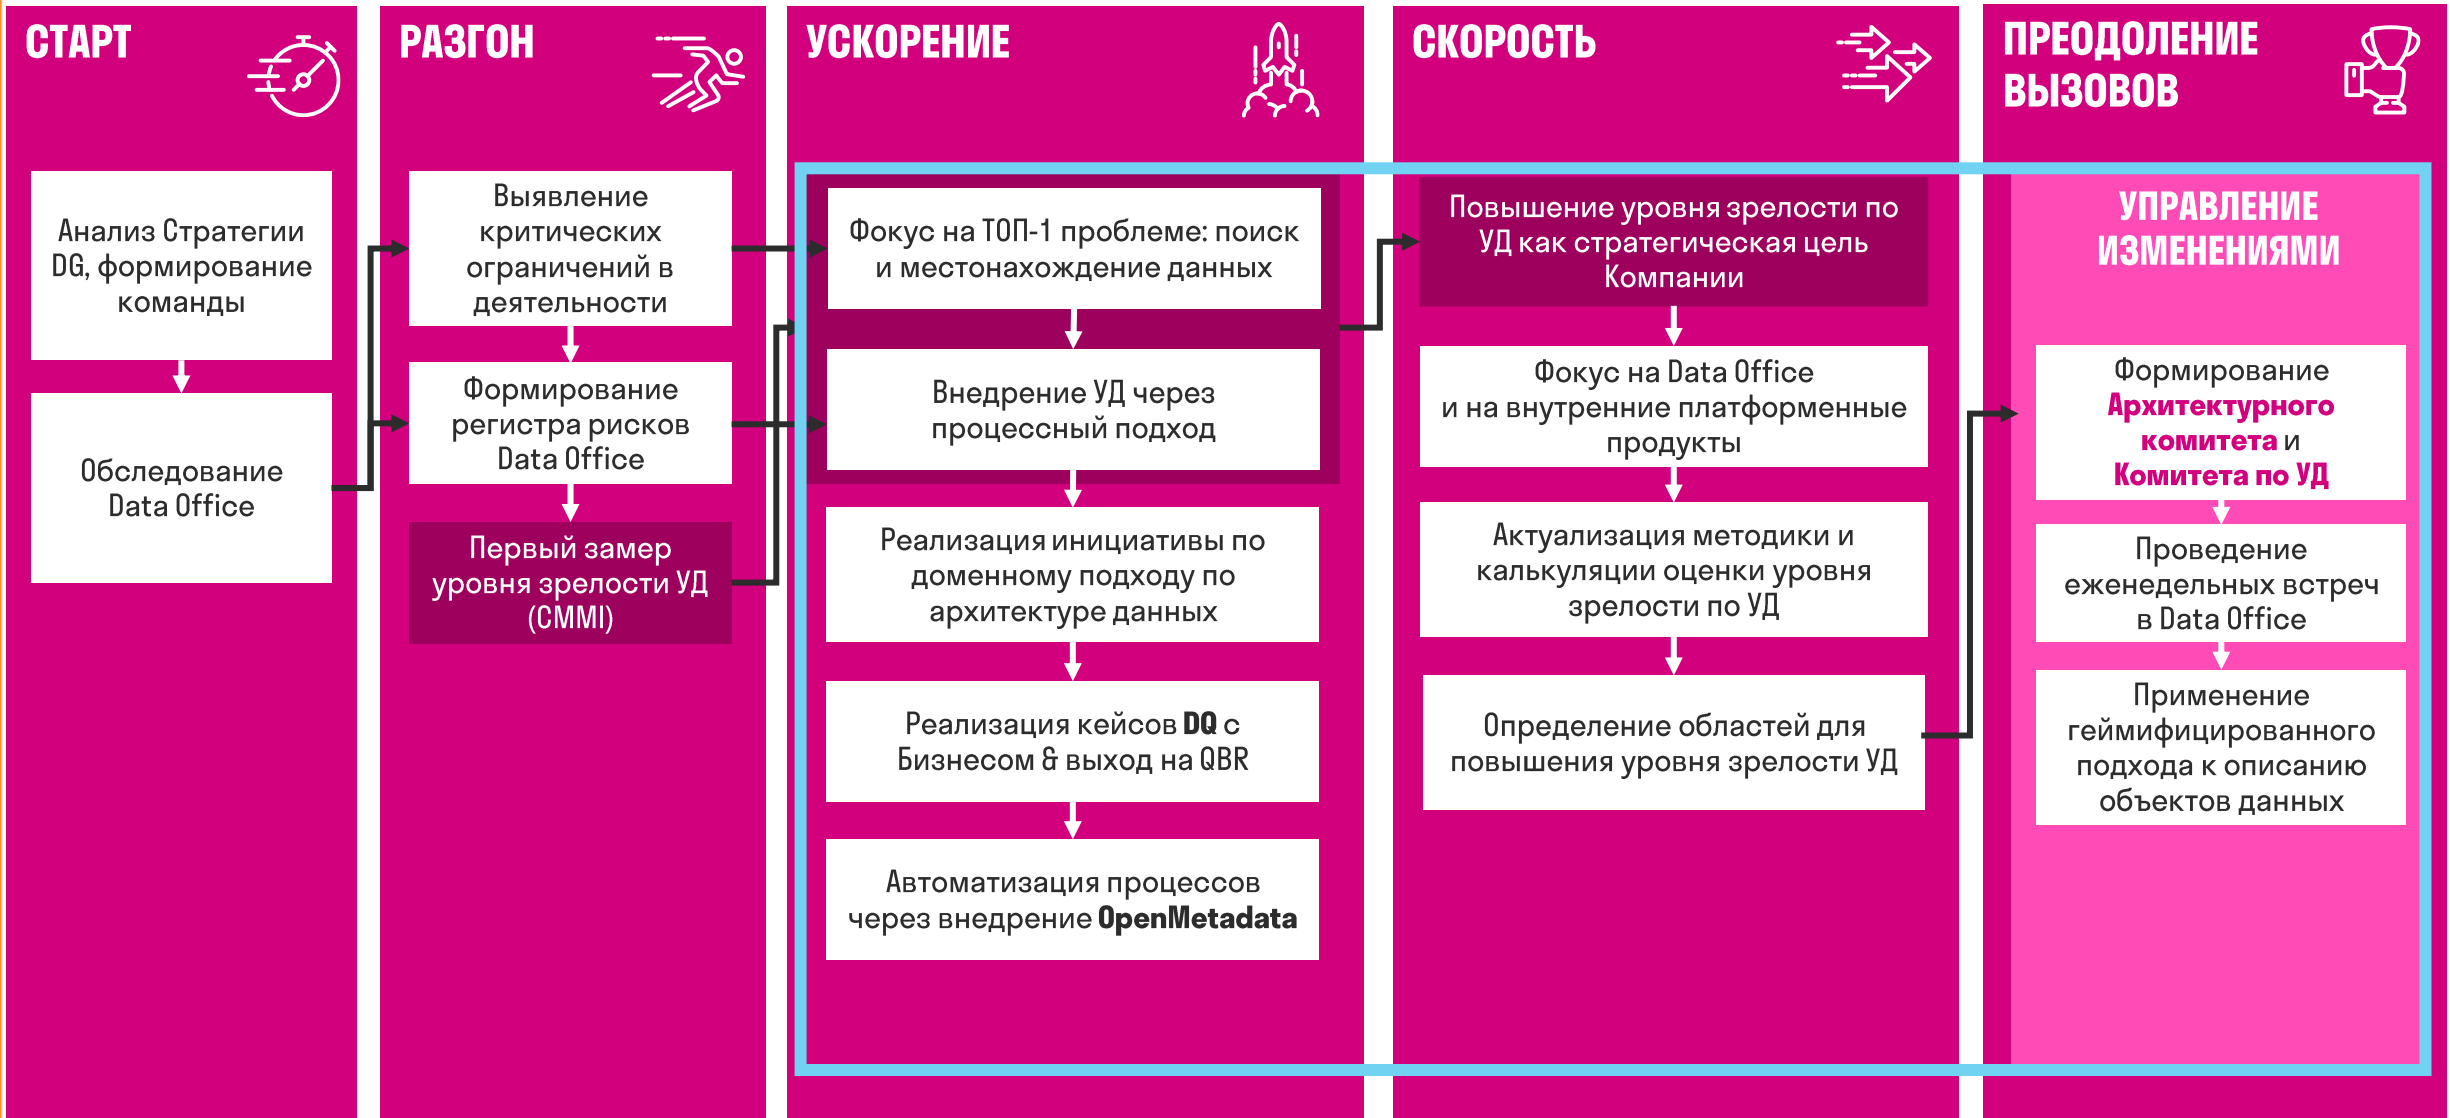 СТАРТ
Анализ Стратегии
DG, формирование
команды
Обследование
Data Office
РАЗГОН
Выявление
критических
ограничений в
деятельности
Формирование
регистра рисков
Data Office
Первый замер
уровня зрелости УД
(CMMI)
УСКОРЕНИЕ
Фокус на ТОП-1 проблеме: поиск
и местонахождение данных
Внедрение УД через
процессный подход
Реализация инициативы по
доменному подходу по
архитектуре данных
Реализация кейсов DQ с
Бизнесом & выход на QBR
Автоматизация процессов
через внедрение OpenMetadata
СКОРОСТЬ
Повышение уровня зрелости по
УД как стратегическая цель
Компании
Фокус на Data Office
и на внутренние платформенные
продукты
Актуализация методики и
калькуляции оценки уровня
зрелости по УД
Определение областей для
повышения уровня зрелости УД
ПРЕОДОЛЕНИЕ
ВЫЗОВОВ
УПРАВЛЕНИЕ
ИЗМЕНЕНИЯМИ
Формирование
Архитектурного
комитета и
Комитета по УД
Проведение
еженедельных встреч
в Data Office
Применение
геймифицированного
подхода к описанию
объектов данных